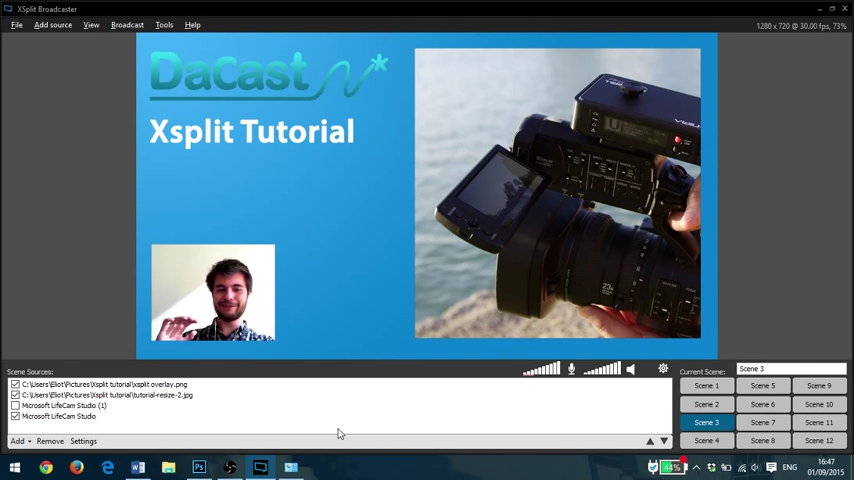 XSplit Broadcaster
File Add source View Broadcast Tools Help
1280 x 720 @ 30.00 fps, 73%
DaCast
Xsplit Tutorial
23x
Scene Sources:
C:\Users\Eliot\Pictures\Xsplit tutorial\xsplit overlay.png
C:\Users\Eliot\Pictures\Xsplit tutorial\tutorial-resize-2.jpg
Microsoft LifeCam Studio (1)
Microsoft LifeCam Studio
Add Remove Settings
Current Scene: Scene 3
Scene 1 Scene 5 Scene 9
Scene 2 Scene 6 Scene 10
Scene 3 Scene 7 Scene 11
Scene 4 Scene 8 Scene 12
44%
ENG
16:47
01/09/2015